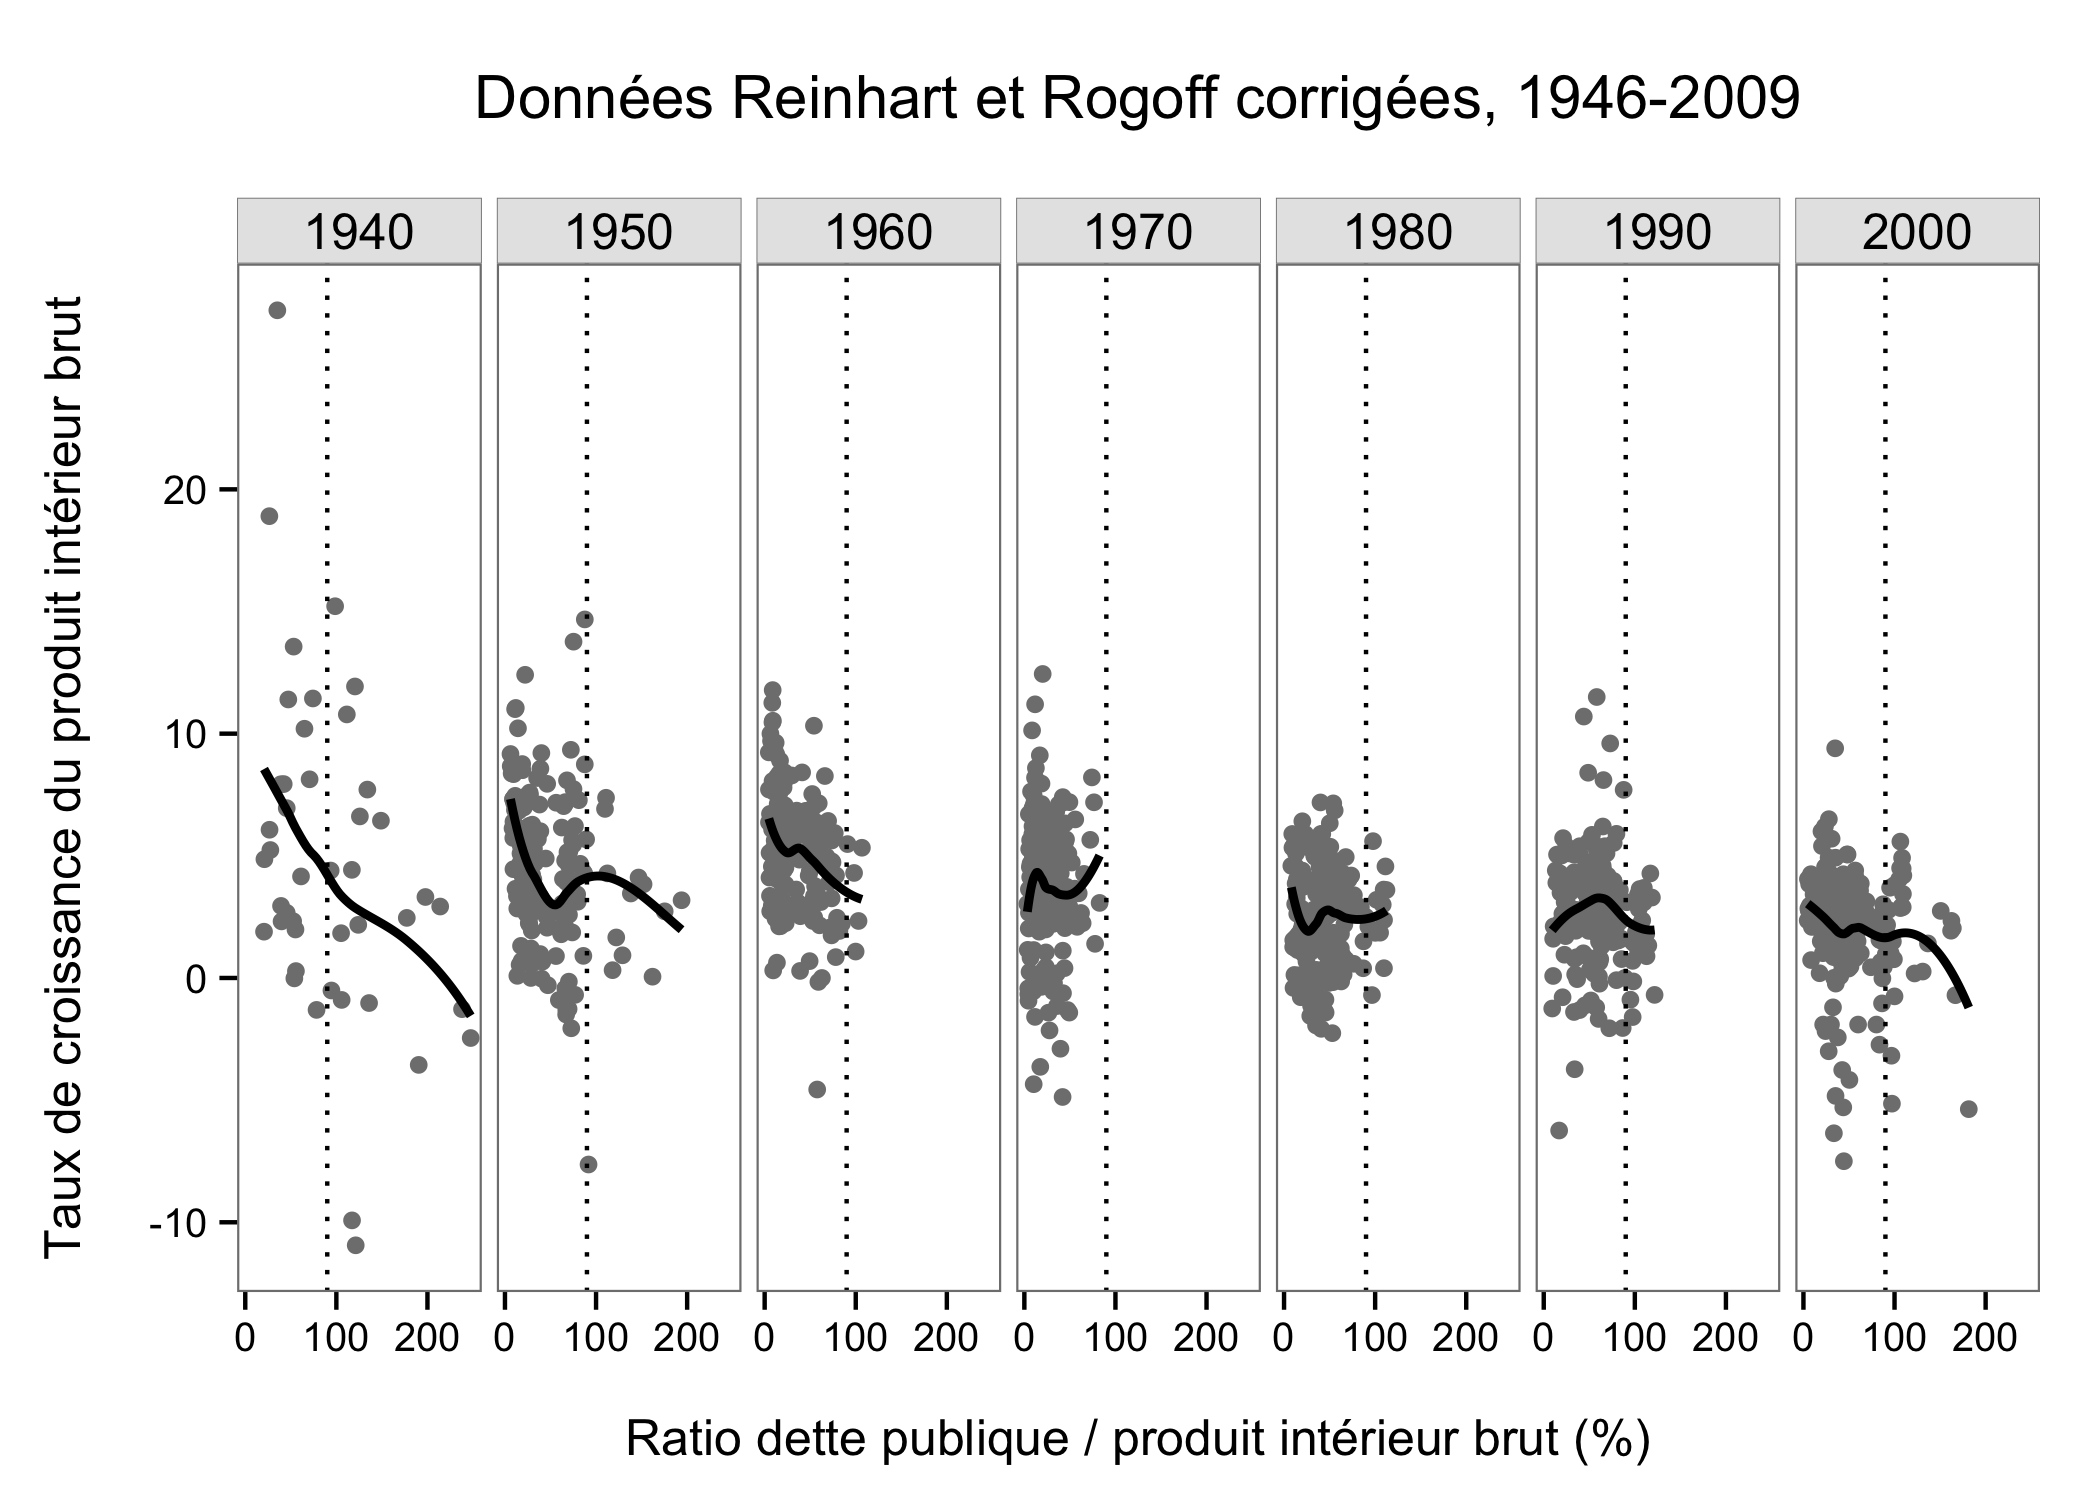 Données Reinhart et Rogoff corrigées, 1946-2009
1940 1950 1960 1970 1980 1990 2000
Taux de croissance du produit intérieur brut
20
10
0
-10
0 100 200 0 100 200 0 100 200 0 100 200 0 100 200 0 100 200 0 100 200
Ratio dette publique / produit intérieur brut (%)